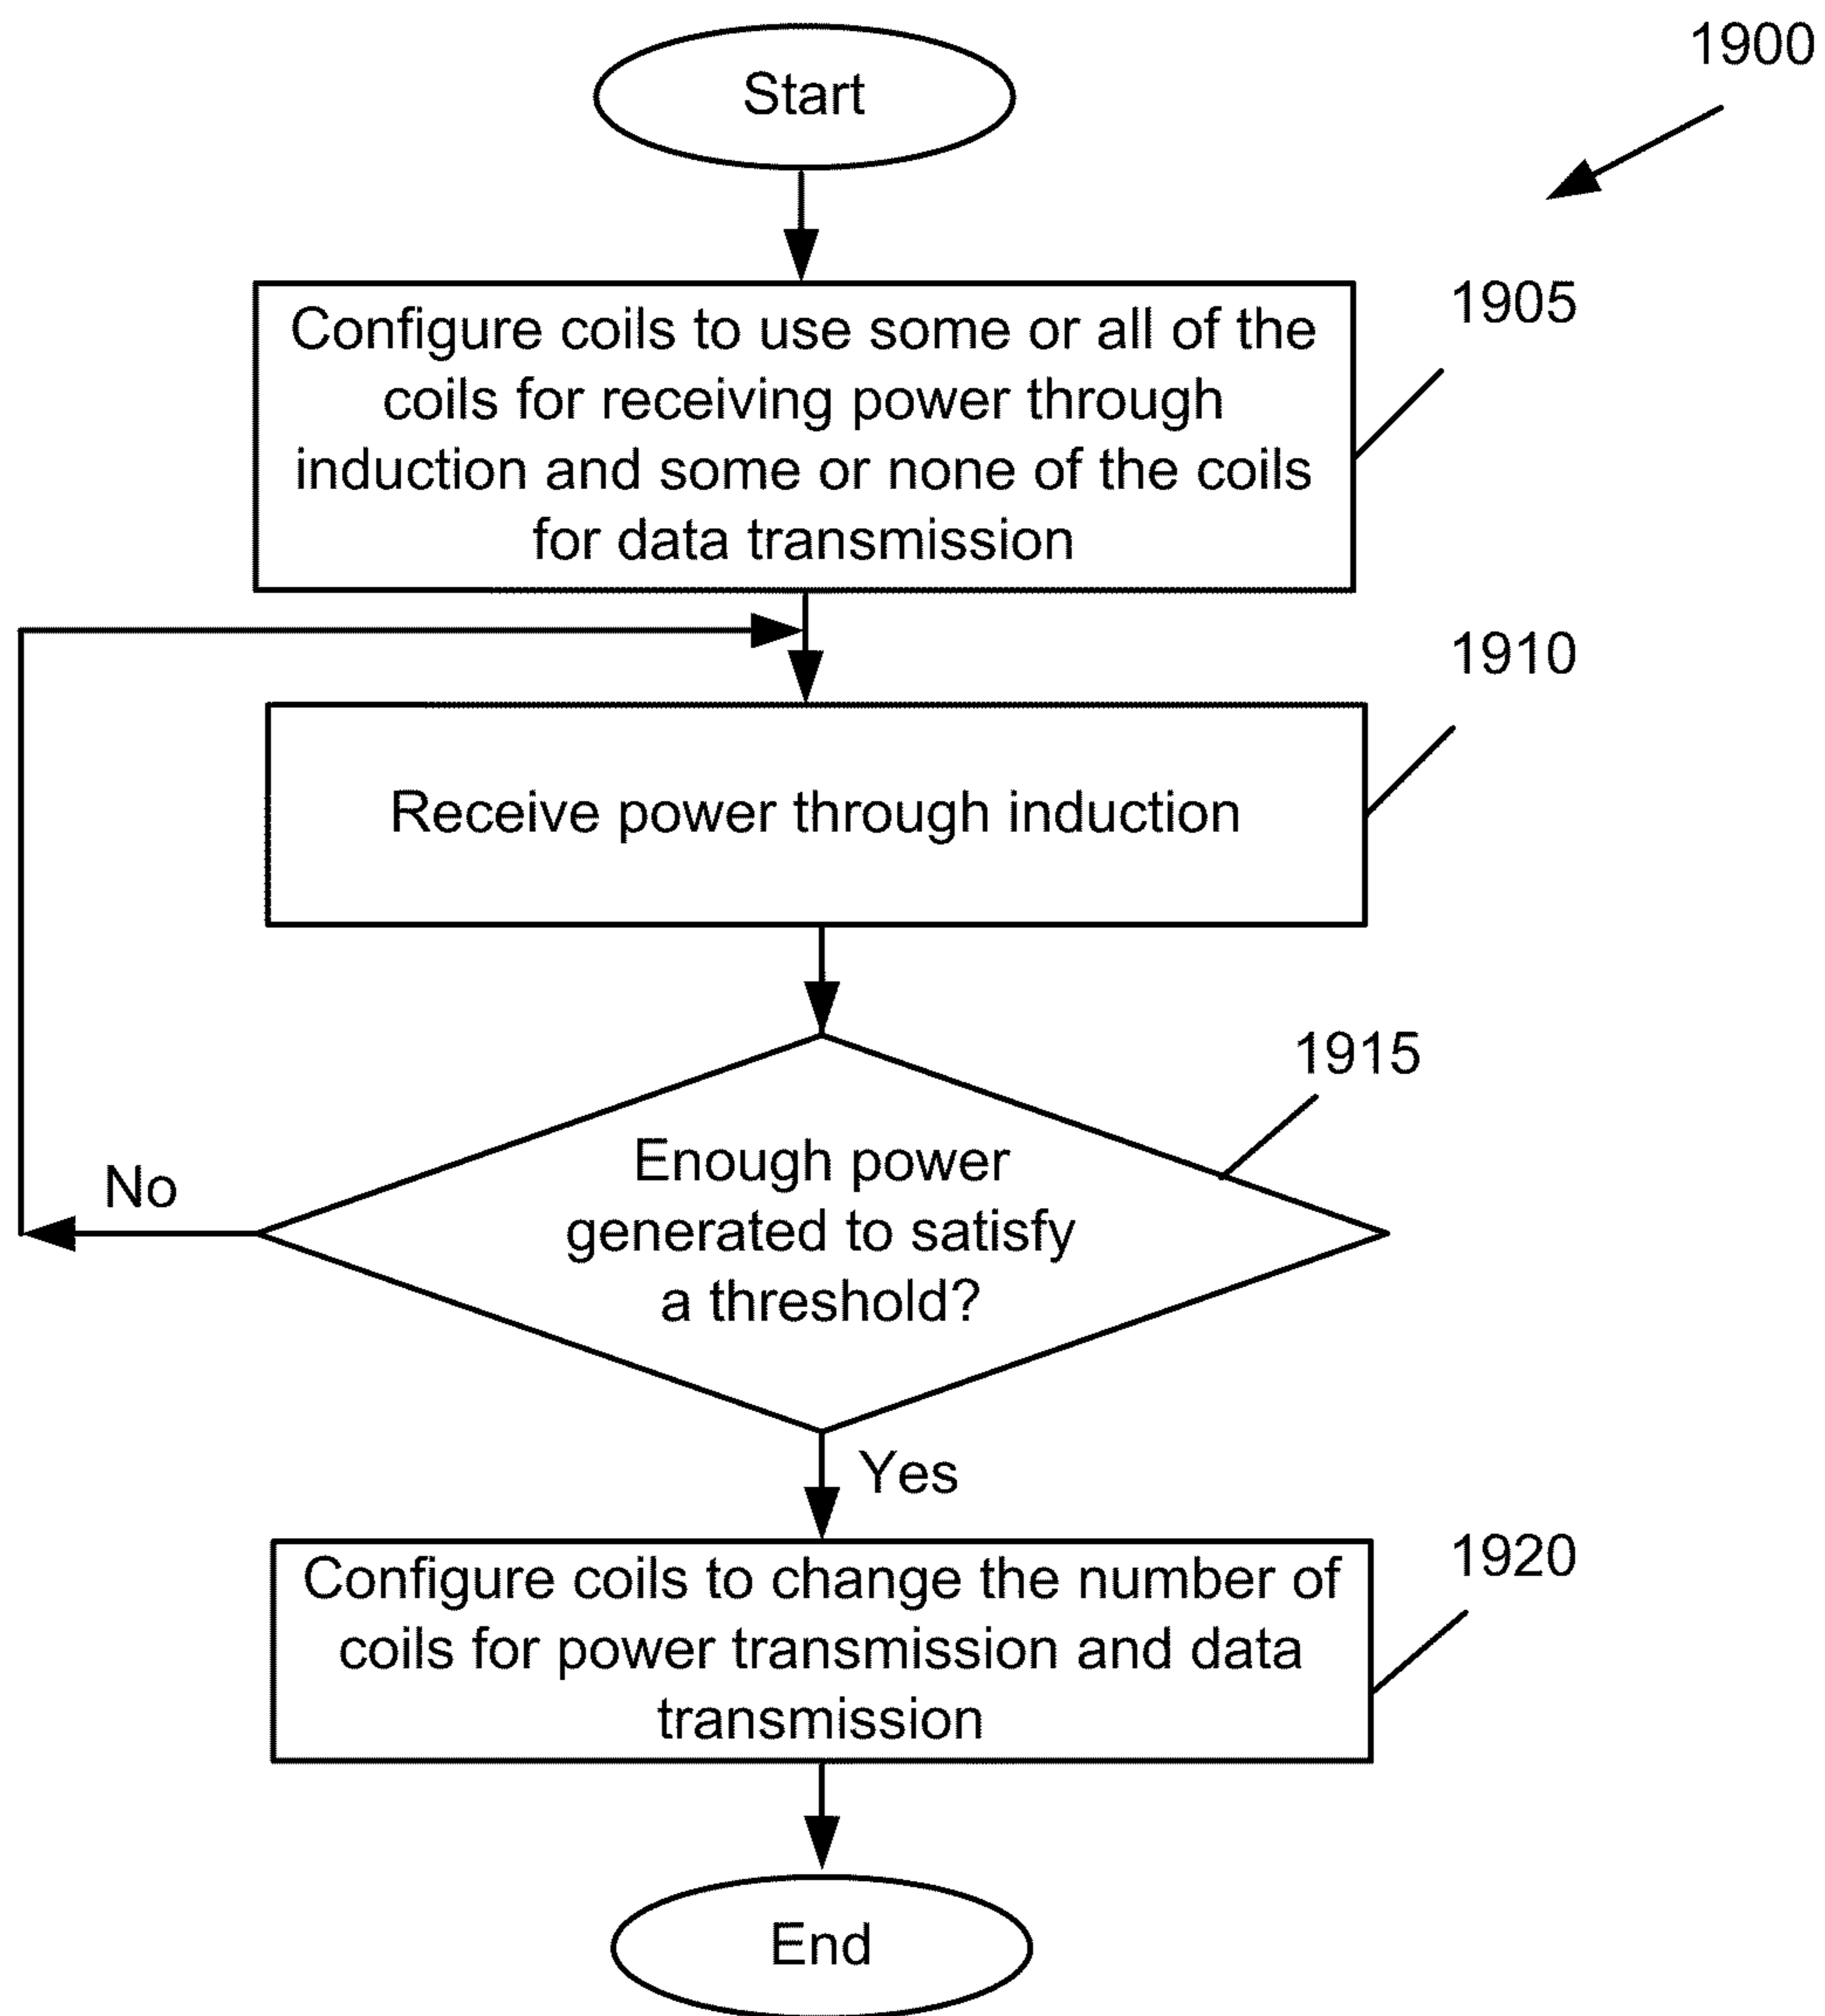 1900
Start
Configure coils to use some or all of the
coils for receiving power through
induction and some or none of the coils
for data transmission
1905
Receive power through induction
1910
Enough power
generated to satisfy
a threshold?
1915
No
Yes
Configure coils to change the number of
coils for power transmission and data
transmission
1920
End